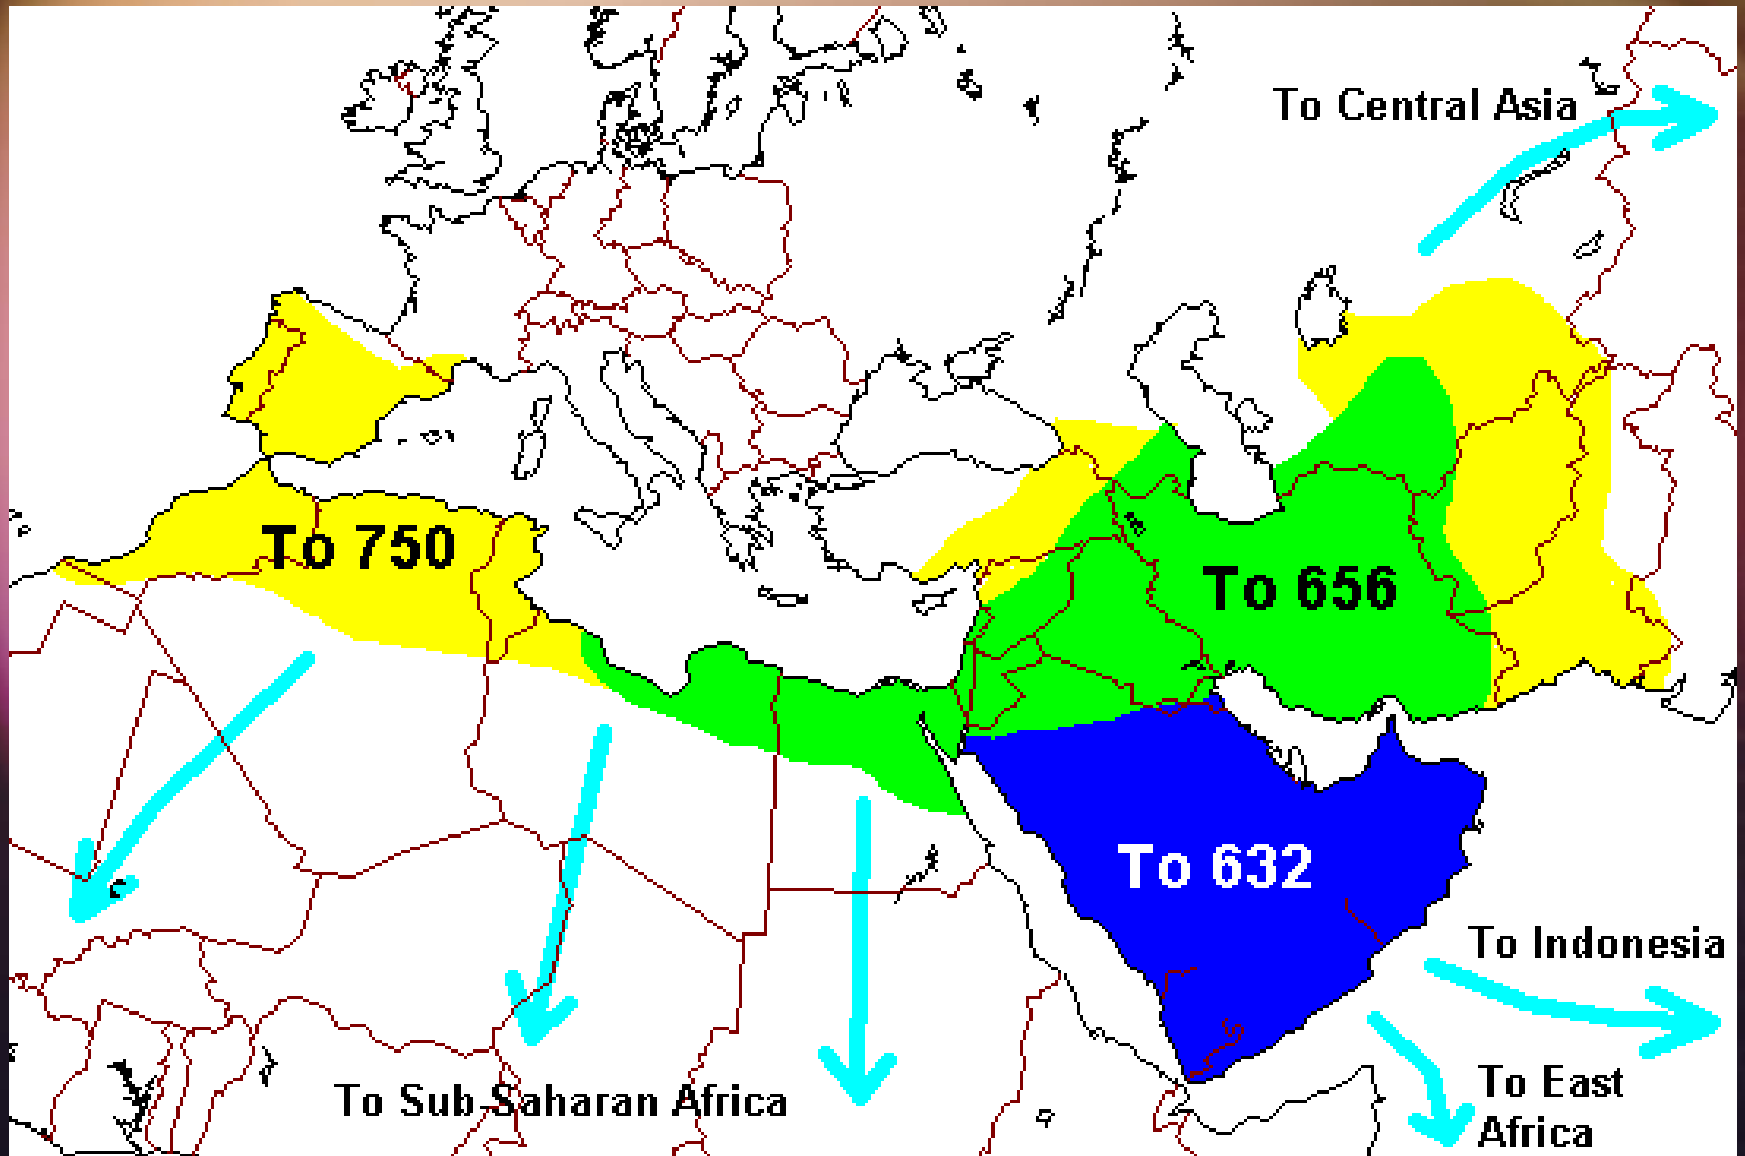 To Central Asia
To 750
To 656
To 632
To Indonesia
To East
Africa
To Sub-Saharan Africa